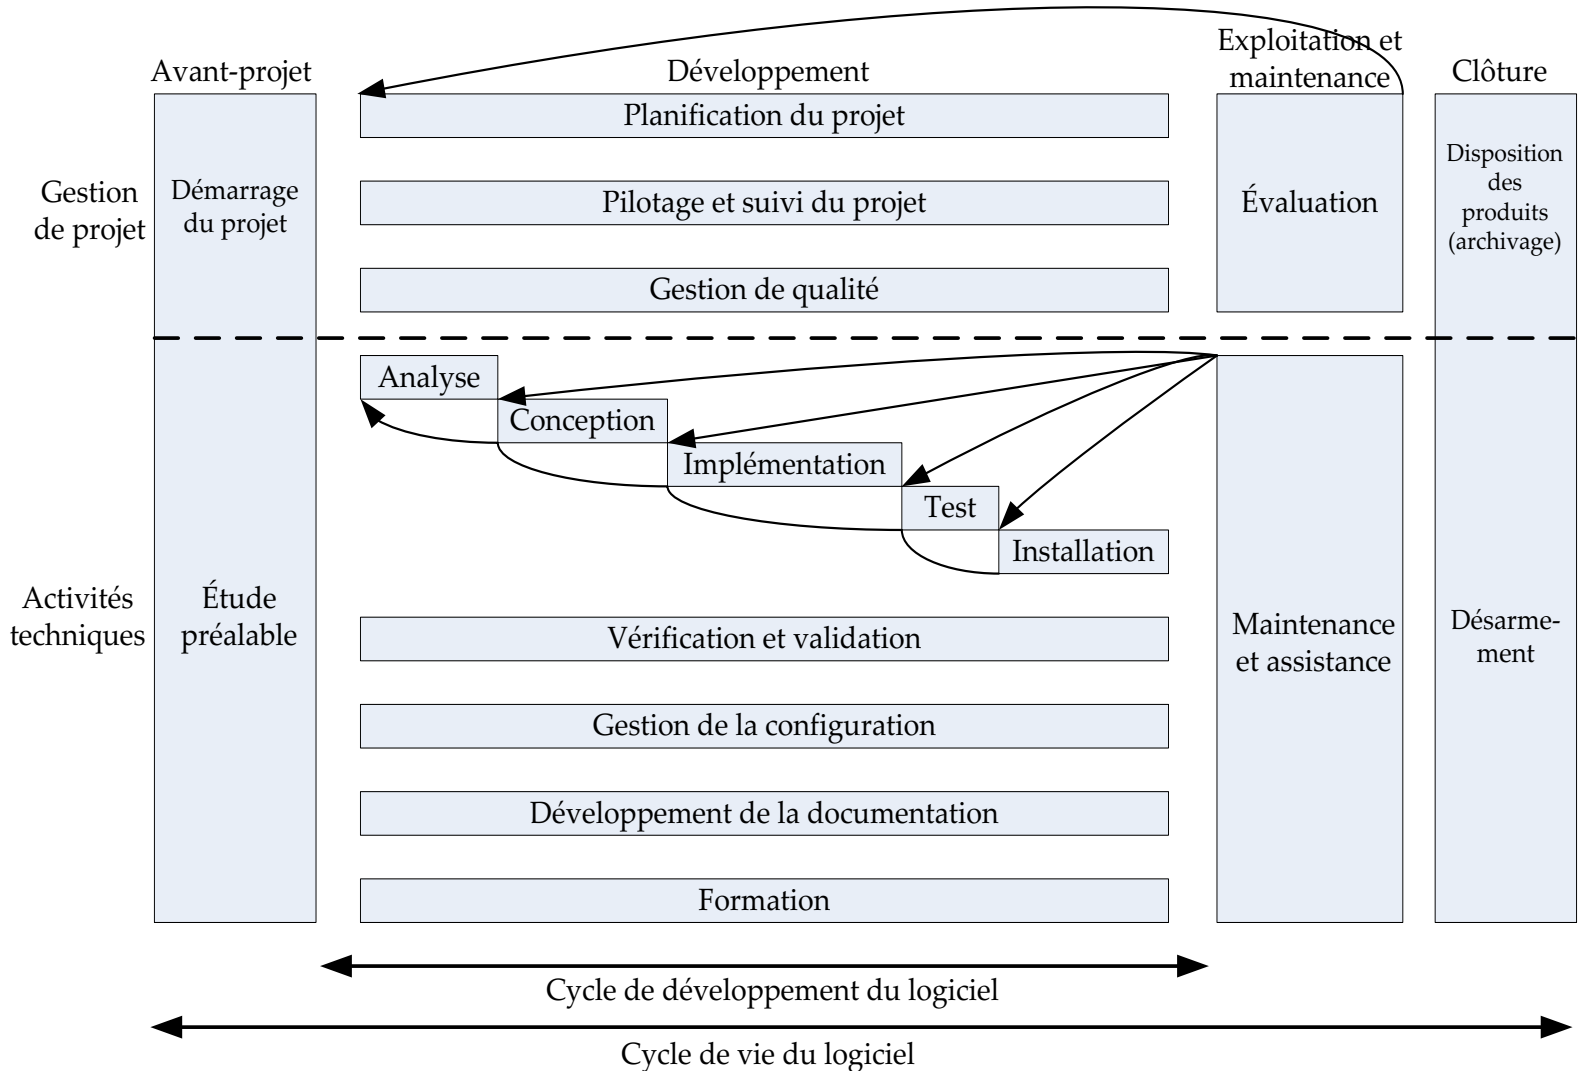 Avant-projet
Développement
Exploitation et
maintenance
Clôture
Gestion
de projet
Démarrage
du projet
Planification du projet
Pilotage et suivi du projet
Gestion de qualité
Évaluation
Disposition
des
produits
(archivage)
Activités
techniques
Étude
préalable
Analyse
Conception
Implémentation
Test
Installation
Vérification et validation
Gestion de la configuration
Développement de la documentation
Formation
Maintenance
et assistance
Désarme-
ment
Cycle de développement du logiciel
Cycle de vie du logiciel